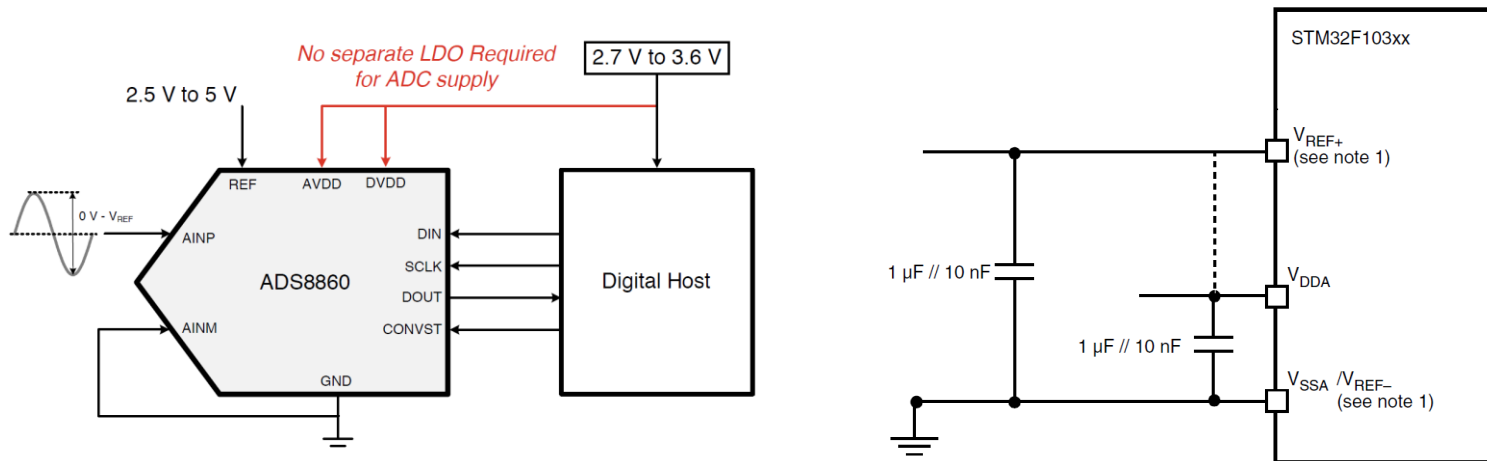 No separate LDO Required
for ADC supply
2.7 V to 3.6 V
2.5 V to 5 V
REF
AVDD
DVDD
0 V - VREF
AINP
DIN
SCLK
ADS8860
DOUT
Digital Host
AINM
CONVST
GND
STM32F103xx
VREF+
(see note 1)
1 µF // 10 nF
VDDA
1 µF // 10 nF
VSSA /VREF–
(see note 1)